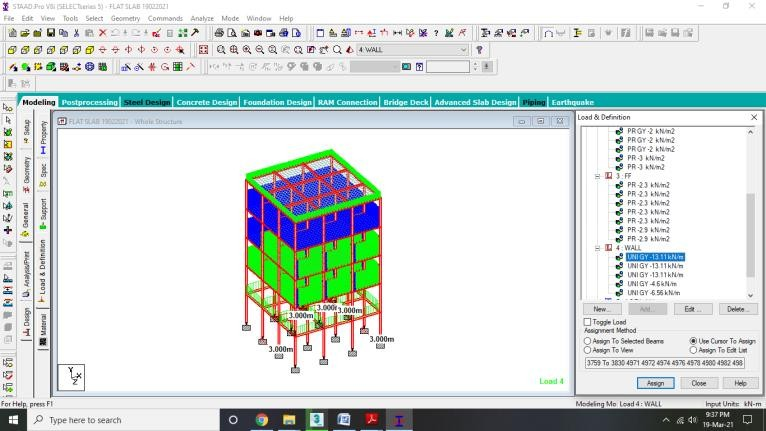 STAAD.Pro V8i (SELECTseries 5) - FLAT SLAB 19022021
File Edit View Tools Select Geometry Commands Analyze Mode Window Help
4: WALL
Modeling Postprocessing Steel Design Concrete Design Foundation Design RAM Connection Bridge Deck Advanced Slab Design Piping Earthquake
Setup
Geometry
General
Analysis/Print
Design
Property
Spec
Support
Load & Definition
Material
FLAT SLAB 19022021 - Whole Structure
3.000m
3.000m
3.000m
3.000m
3.000m
3.000m
Y
X
Z
Load 4
Load & Definition
PR GY -2 kN/m2
PR GY -2 kN/m2
PR GY -2 kN/m2
PR -3 kN/m2
3 : FF
PR -2.3 kN/m2
PR -2.3 kN/m2
PR -2.3 kN/m2
PR -2.3 kN/m2
PR -2.3 kN/m2
PR -2.9 kN/m2
PR -2.9 kN/m2
4 : WALL
UNI GY -13.11 kN/m
UNI GY -13.11 kN/m
UNI GY -13.11 kN/m
UNI GY -4.6 kN/m
UNI GY -6.56 kN/m
New... Add... Edit ... Delete...
Toggle Load
Assignment Method
Assign To Selected Beams Use Cursor To Assign
Assign To View Assign To Edit List
3759 To 3830 4971 4972 4974 4976 4978 4980 4982 498
Assign Close Help
For Help, press F1 Modeling Mo Load 4 : WALL Input Units: kN-m
Type here to search
9:37 PM
19-Mar-21